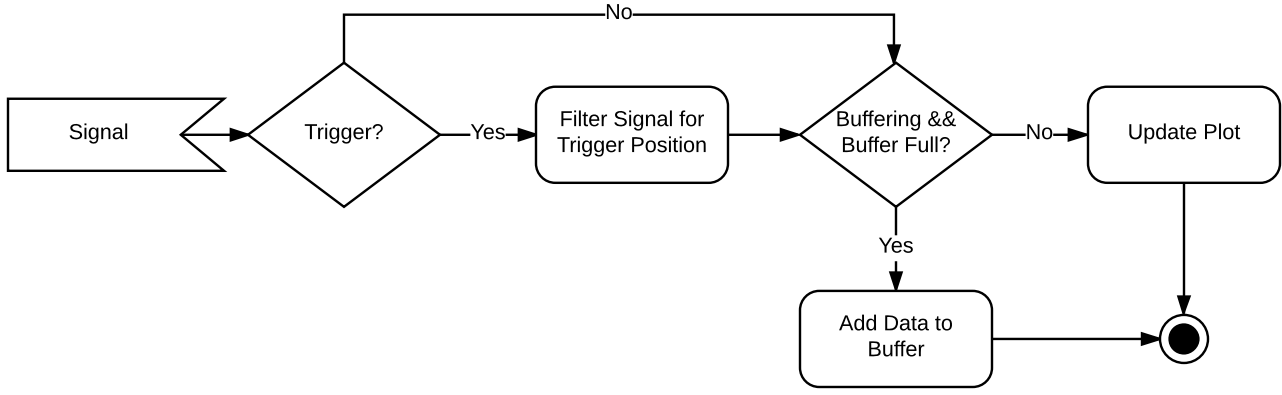 No
Signal
Trigger?
Yes
Filter Signal for
Trigger Position
Buffering &&
Buffer Full?
No
Update Plot
Yes
Add Data to
Buffer